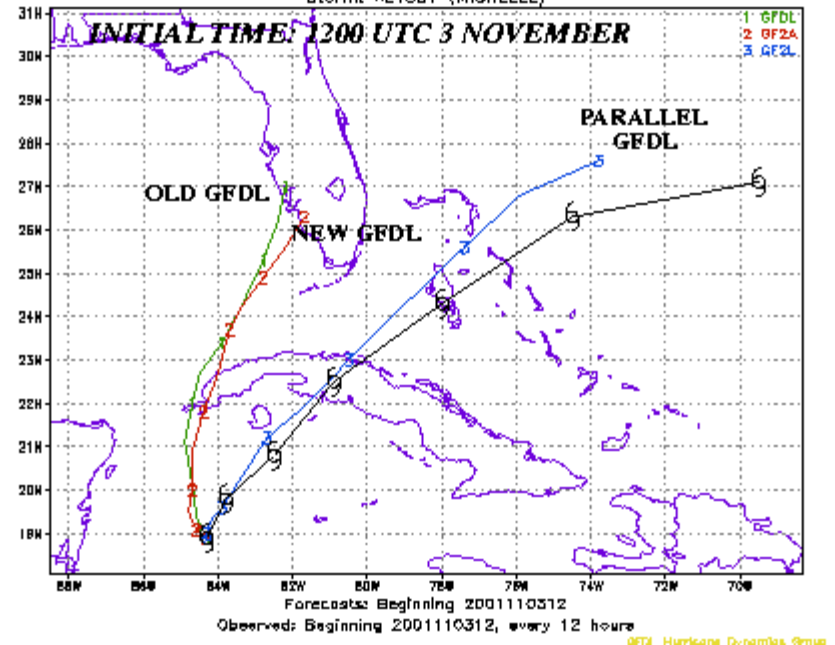 31N
1 GFDL
INITIAL TIME: 1200 UTC 3 NOVEMBER
2 GF2A
3 GF2L
30N
29N
28N
PARALLEL
GFDL
27N
OLD GFDL
NEW GFDL
26N
25N
24N
23N
22N
21N
20N
19N
88W 86W 84W 82W 80W 78W 76W 74W 72W 70W
Forecasts: Beginning 2001110312
Observed: Beginning 2001110312, every 12 hours
Hurricane Dynamics Group